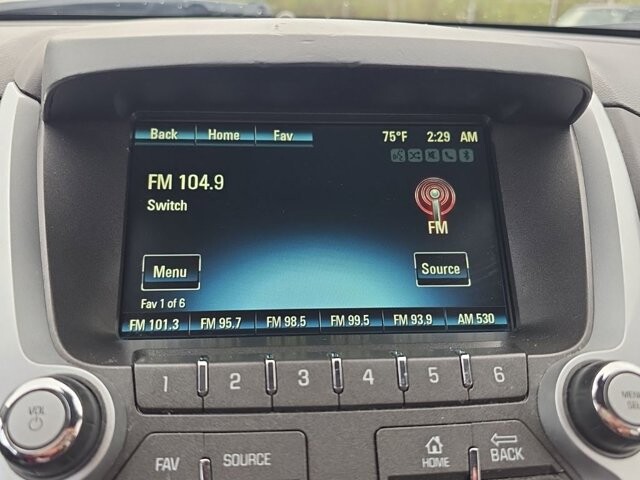 Back Home Fav 75°F 2:29 AM
FM 104.9
Switch
FM
Menu Source
Fav 1 of 6
FM 101.3 FM 95.7 FM 98.5 FM 99.5 FM 93.9 AM 530
1 2 3 4 5 6
VOL
MENU
SEL
FAV SOURCE HOME BACK